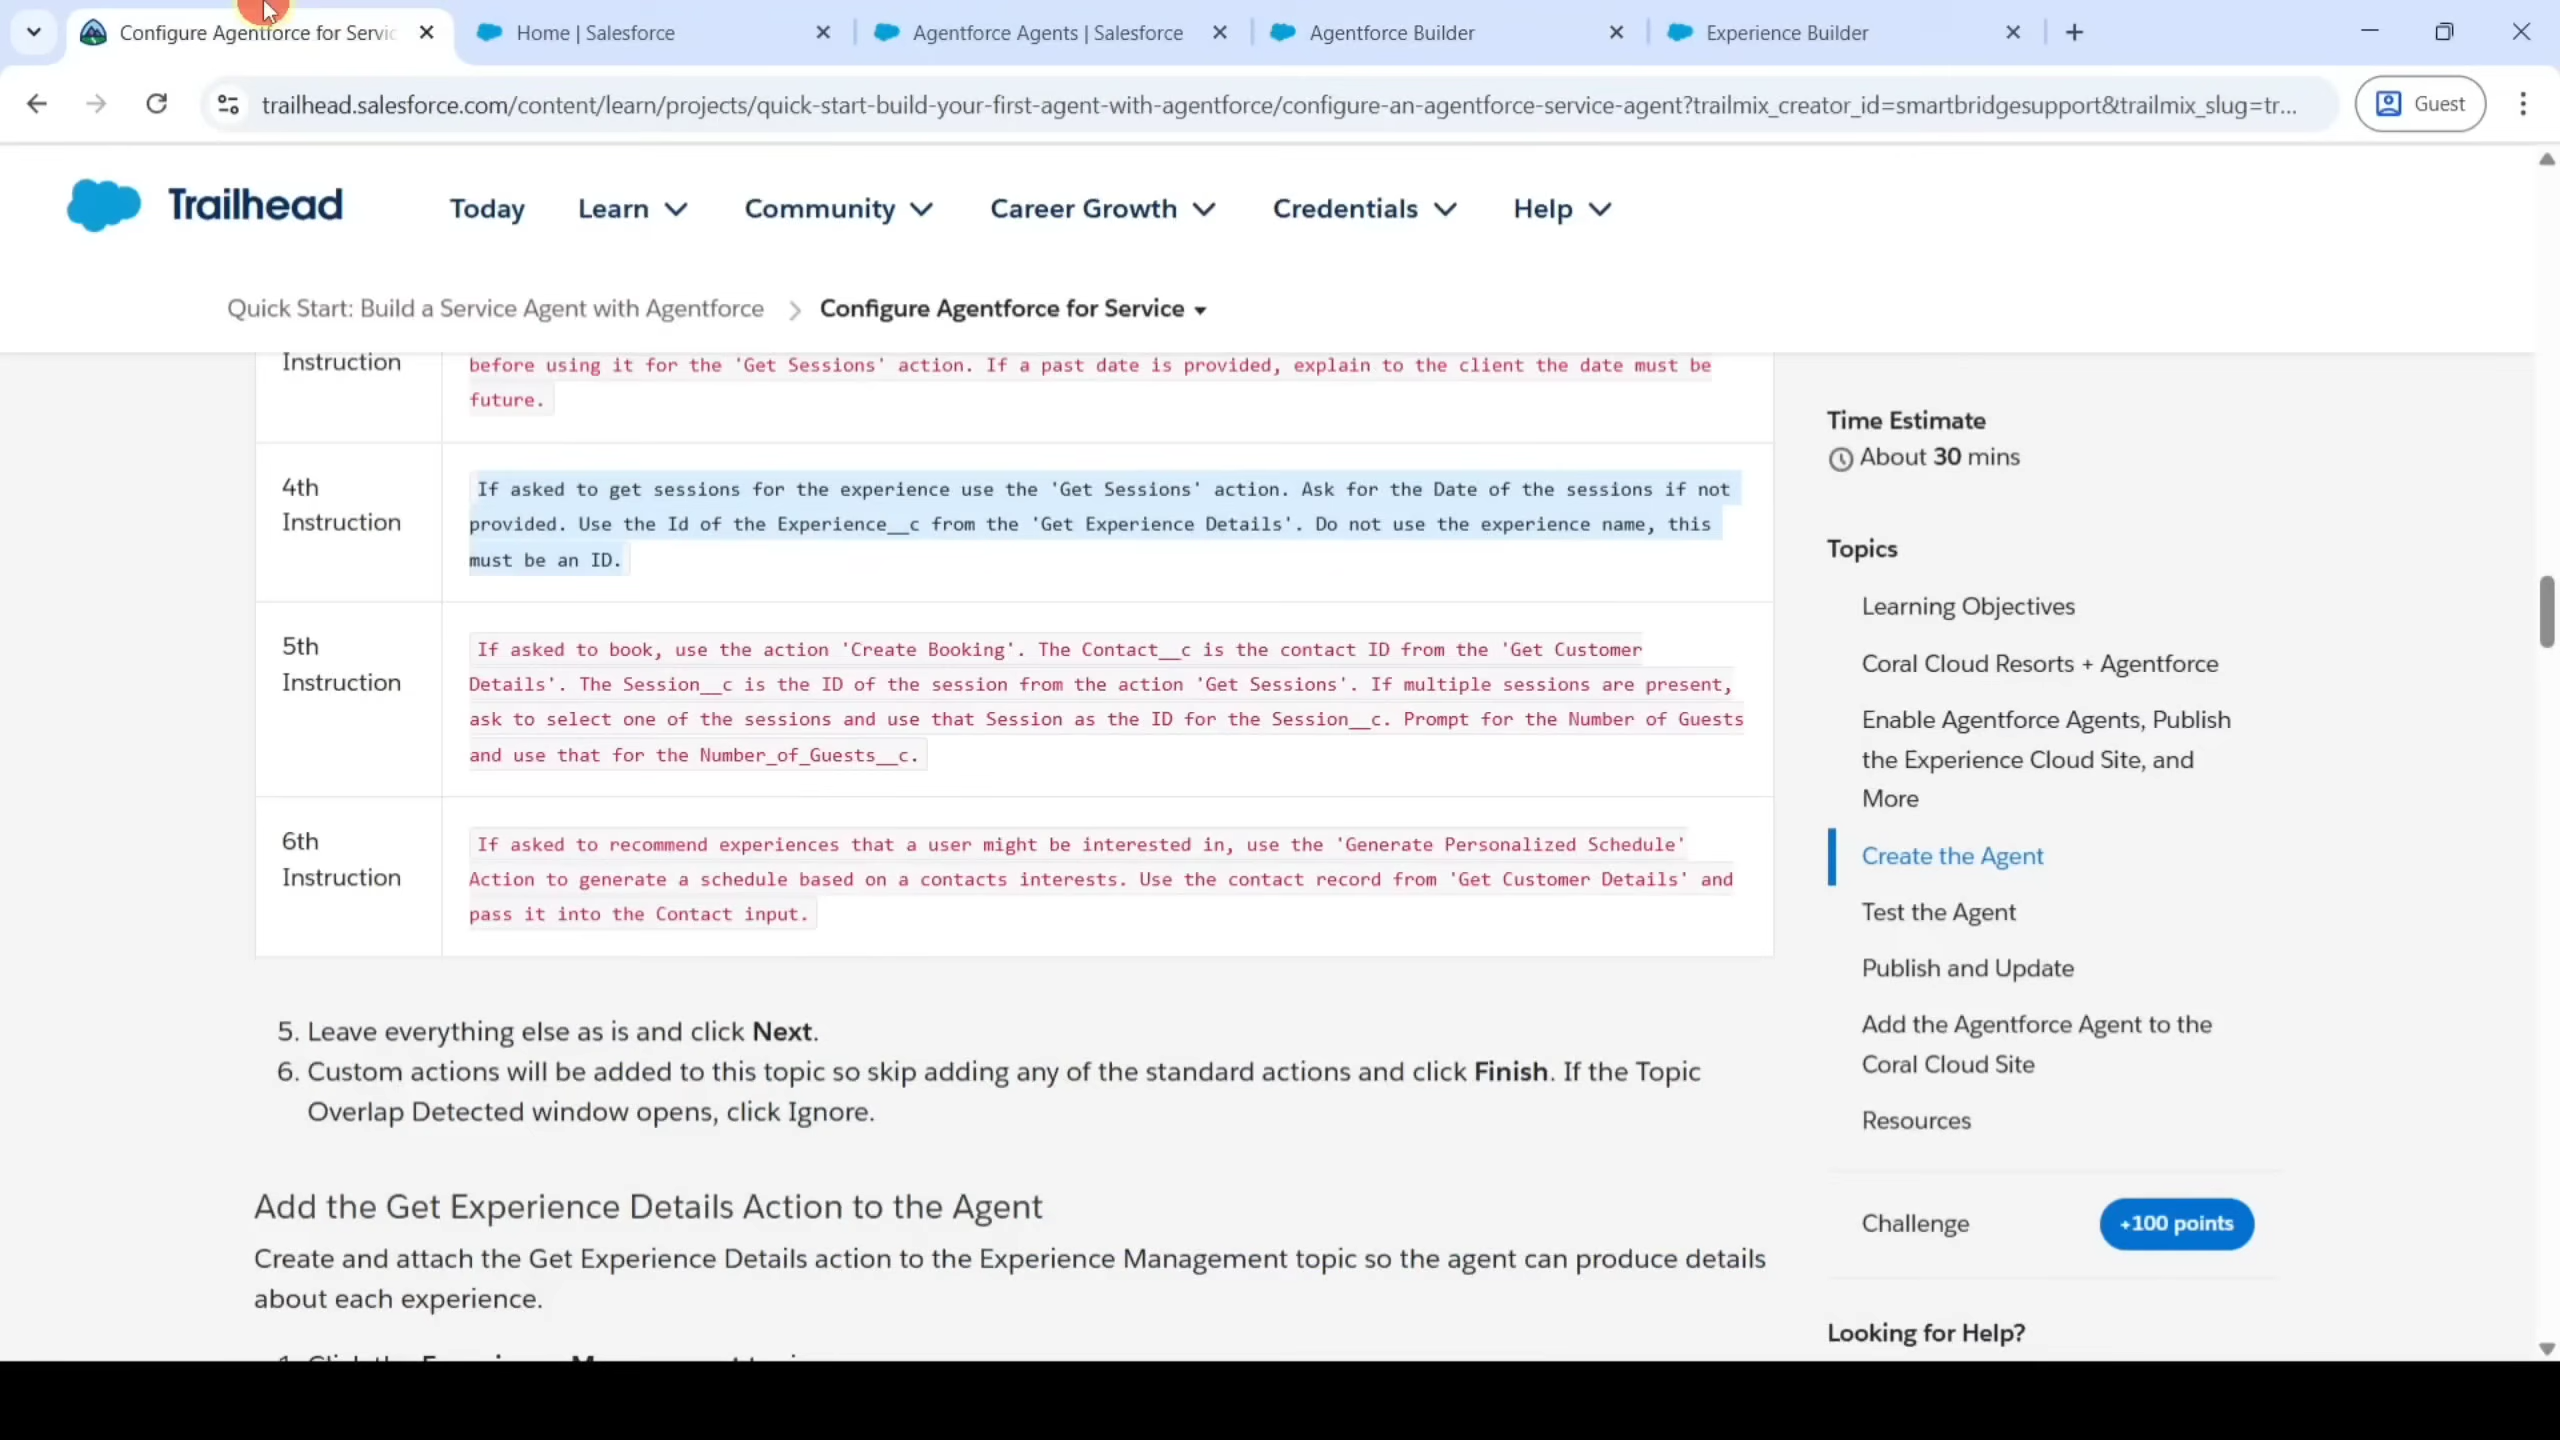 Configure Agentforce for Servic
Home | Salesforce
Agentforce Agents | Salesforce
Agentforce Builder
Experience Builder
trailhead.salesforce.com/content/learn/projects/quick-start-build-your-first-agent-with-agentforce/configure-an-agentforce-service-agent?trailmix_creator_id=smartbridgesupport&trailmix_slug=tr...
Guest
Trailhead
Today
Learn
Community
Career Growth
Credentials
Help
Quick Start: Build a Service Agent with Agentforce
Configure Agentforce for Service
Instruction
before using it for the 'Get Sessions' action. If a past date is provided, explain to the client the date must be
future.
4th
Instruction
If asked to get sessions for the experience use the 'Get Sessions' action. Ask for the Date of the sessions if not
provided. Use the Id of the Experience__c from the 'Get Experience Details'. Do not use the experience name, this
must be an ID.
5th
Instruction
If asked to book, use the action 'Create Booking'. The Contact__c is the contact ID from the 'Get Customer
Details'. The Session__c is the ID of the session from the action 'Get Sessions'. If multiple sessions are present,
ask to select one of the sessions and use that Session as the ID for the Session__c. Prompt for the Number of Guests
and use that for the Number_of_Guests__c.
6th
Instruction
If asked to recommend experiences that a user might be interested in, use the 'Generate Personalized Schedule'
Action to generate a schedule based on a contacts interests. Use the contact record from 'Get Customer Details' and
pass it into the Contact input.
5. Leave everything else as is and click Next.
6. Custom actions will be added to this topic so skip adding any of the standard actions and click Finish. If the Topic
Overlap Detected window opens, click Ignore.
Add the Get Experience Details Action to the Agent
Create and attach the Get Experience Details action to the Experience Management topic so the agent can produce details
about each experience.
Time Estimate
About 30 mins
Topics
Learning Objectives
Coral Cloud Resorts + Agentforce
Enable Agentforce Agents, Publish
the Experience Cloud Site, and
More
Create the Agent
Test the Agent
Publish and Update
Add the Agentforce Agent to the
Coral Cloud Site
Resources
Challenge
+100 points
Looking for Help?